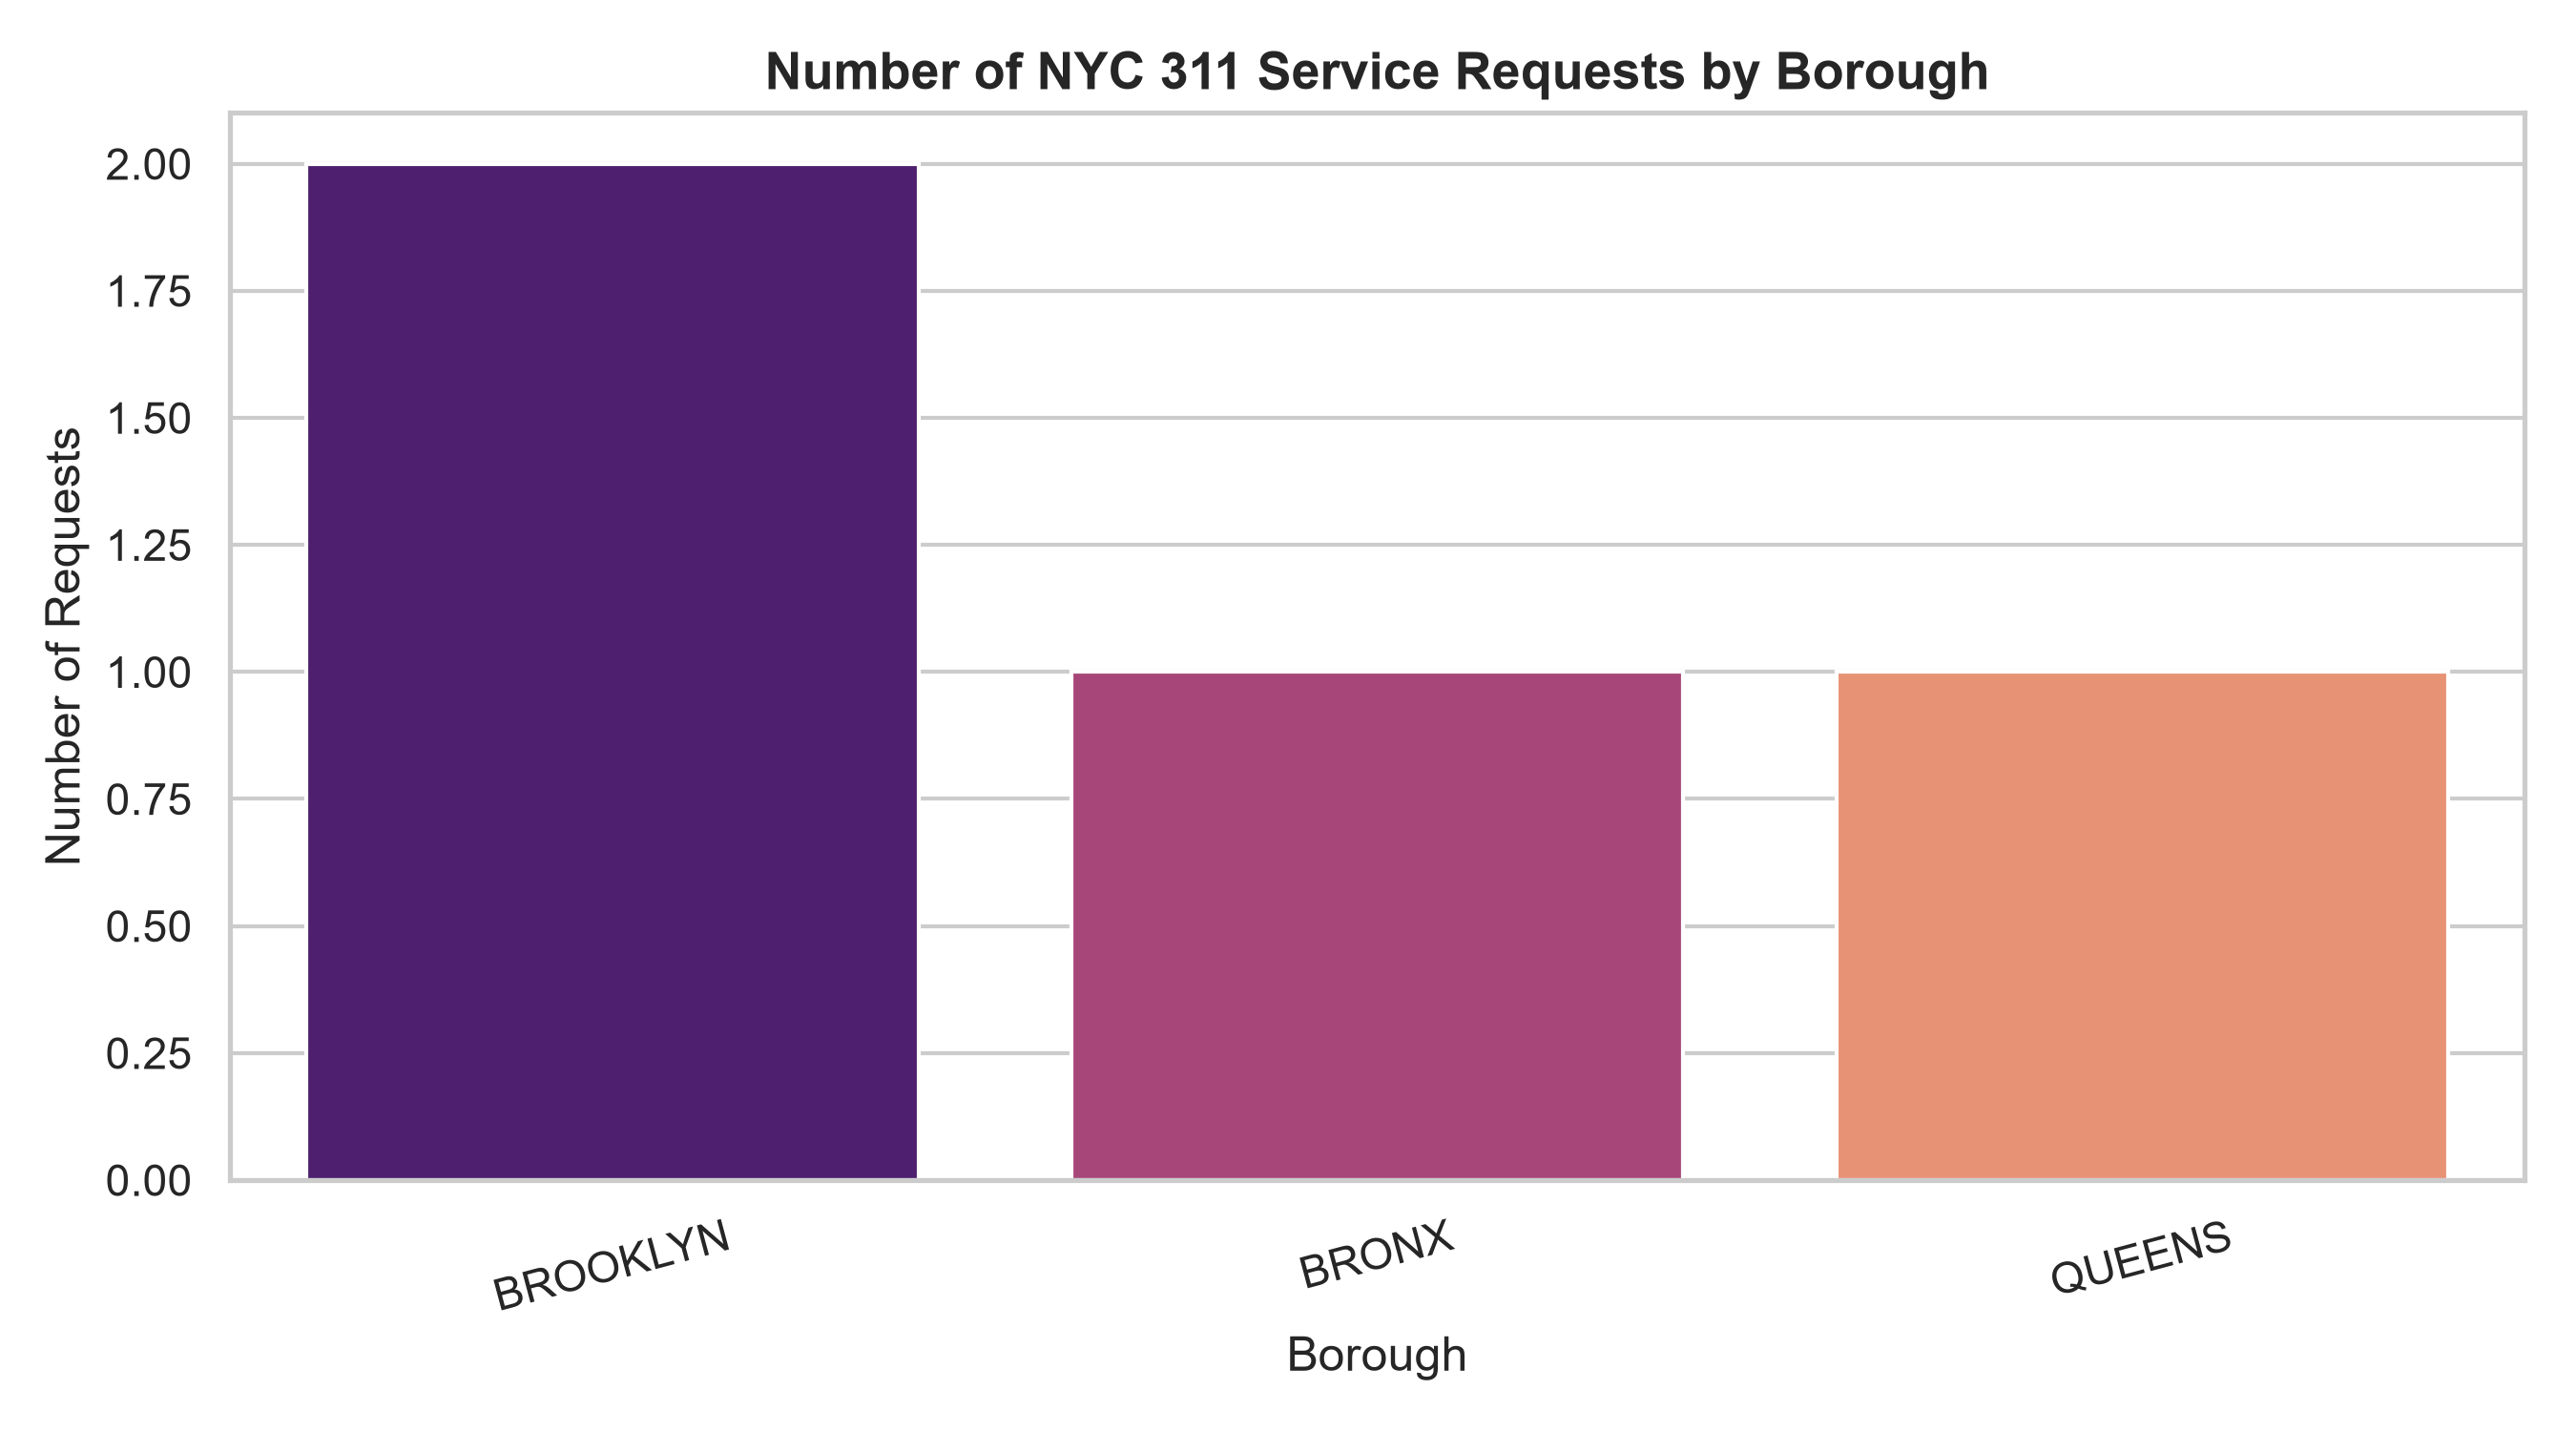 Number of NYC 311 Service Requests by Borough
Number of Requests
2.00
1.75
1.50
1.25
1.00
0.75
0.50
0.25
0.00
BROOKLYN
BRONX
QUEENS
Borough